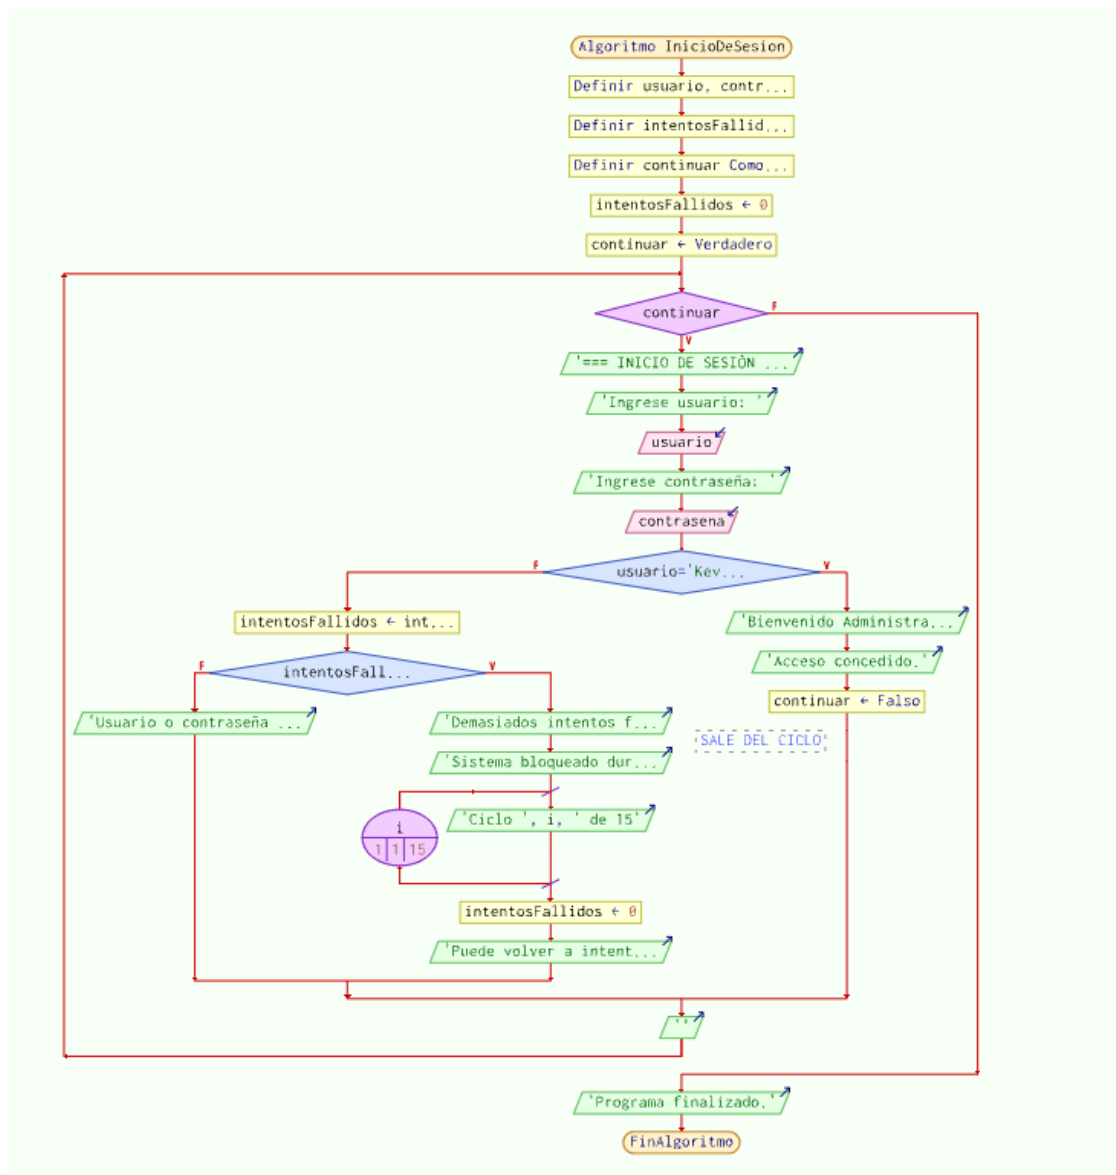 Algoritmo InicioDeSesion
Definir usuario, contr...
Definir intentosFallid...
Definir continuar Como...
intentosFallidos ← 0
continuar ← Verdadero
continuar
F
V
'=== INICIO DE SESIÓN ...
'Ingrese usuario: '
usuario
'Ingrese contraseña: '
contrasena
usuario='Kev...
F
V
intentosFallidos ← int...
'Bienvenido Administra...
intentosFall...
F
V
'Acceso concedido.'
continuar ← Falso
'Usuario o contraseña ...
'Demasiados intentos f...
SALE DEL CICLO
'Sistema bloqueado dur...
'Ciclo ', i, ' de 15'
i
1 1 15
intentosFallidos ← 0
'Puede volver a intent...
''
'Programa finalizado.'
FinAlgoritmo